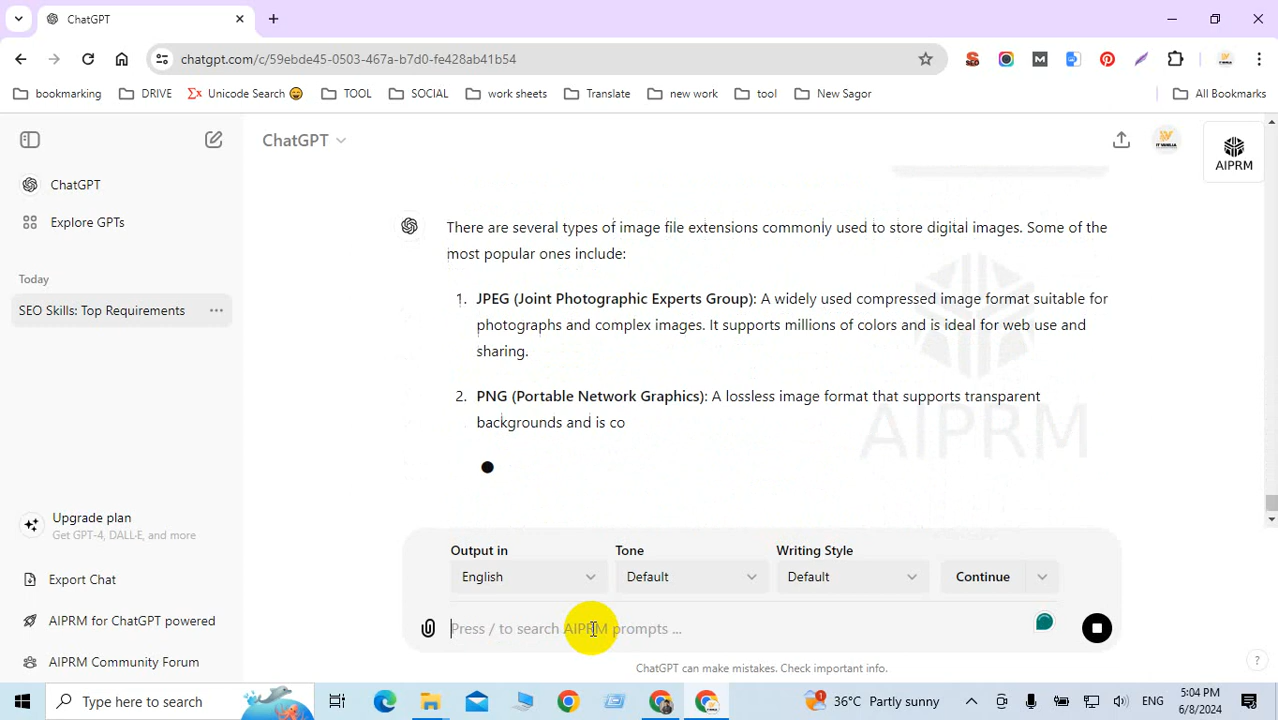 ChatGPT
chatgpt.com/c/59ebde45-0503-467a-b7d0-fe428ab41b54
bookmarking
DRIVE
Unicode Search
TOOL
SOCIAL
work sheets
Translate
new work
tool
New Sagor
All Bookmarks
ChatGPT
AIPRM
ChatGPT
Explore GPTs
Today
SEO Skills: Top Requirements
There are several types of image file extensions commonly used to store digital images. Some of the
most popular ones include:
1. JPEG (Joint Photographic Experts Group): A widely used compressed image format suitable for
photographs and complex images. It supports millions of colors and is ideal for web use and
sharing.
2. PNG (Portable Network Graphics): A lossless image format that supports transparent
backgrounds and is co
AIPRM
Upgrade plan
Get GPT-4, DALL·E, and more
Export Chat
AIPRM for ChatGPT powered
AIPRM Community Forum
Output in
Tone
Writing Style
English
Default
Default
Continue
Press / to search AIPRM prompts ...
ChatGPT can make mistakes. Check important info.
?
Type here to search
36°C Partly sunny
ENG
5:04 PM
6/8/2024